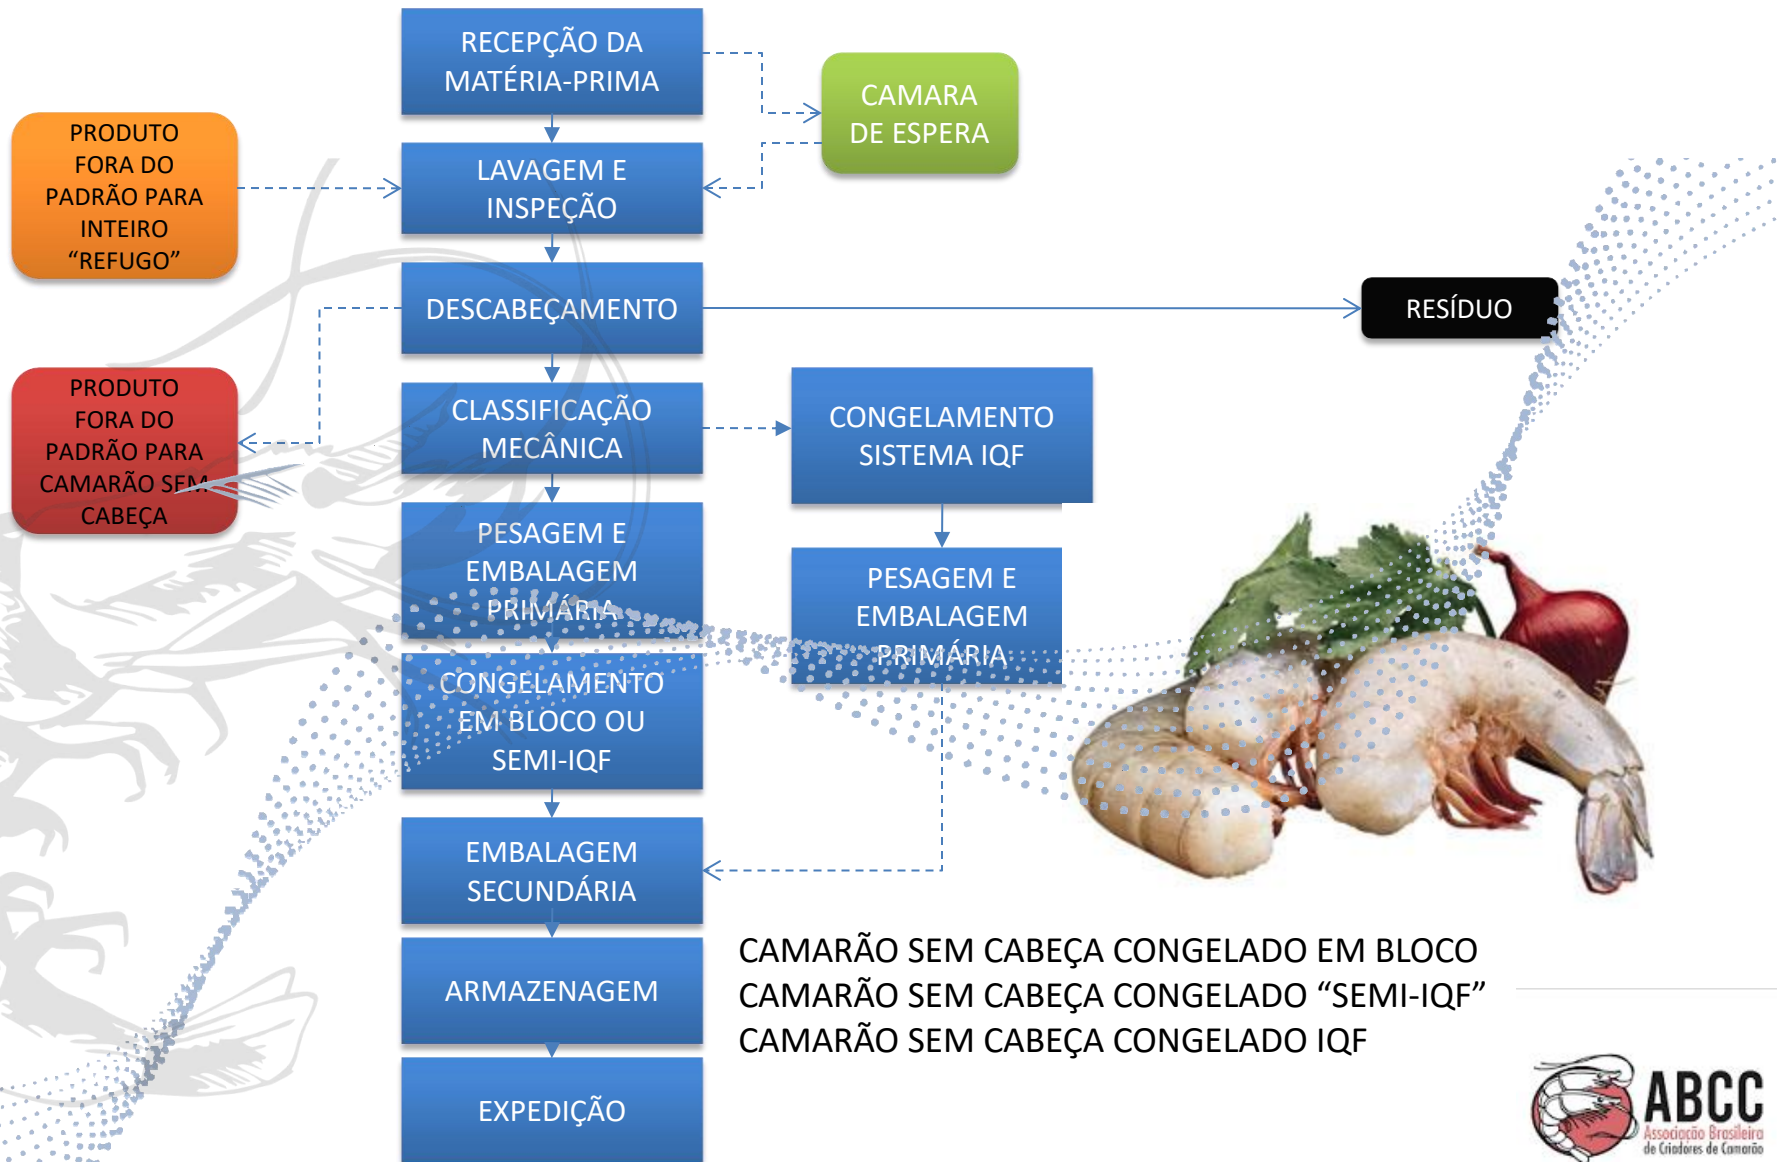 RECEPÇÃO DA
MATÉRIA-PRIMA
CAMARA
DE ESPERA
PRODUTO
FORA DO
PADRÃO PARA
INTEIRO
“REFUGO”
LAVAGEM E
INSPEÇÃO
DESCABEÇAMENTO
RESÍDUO
PRODUTO
FORA DO
PADRÃO PARA
CAMARÃO SEM
CABEÇA
CLASSIFICAÇÃO
MECÂNICA
CONGELAMENTO
SISTEMA IQF
PESAGEM E
EMBALAGEM
PRIMÁRIA
PESAGEM E
EMBALAGEM
PRIMÁRIA
CONGELAMENTO
EM BLOCO OU
SEMI-IQF
EMBALAGEM
SECUNDÁRIA
ARMAZENAGEM
EXPEDIÇÃO
CAMARÃO SEM CABEÇA CONGELADO EM BLOCO
CAMARÃO SEM CABEÇA CONGELADO “SEMI-IQF”
CAMARÃO SEM CABEÇA CONGELADO IQF
ABCC
Associação Brasileira
de Criadores de Camarão